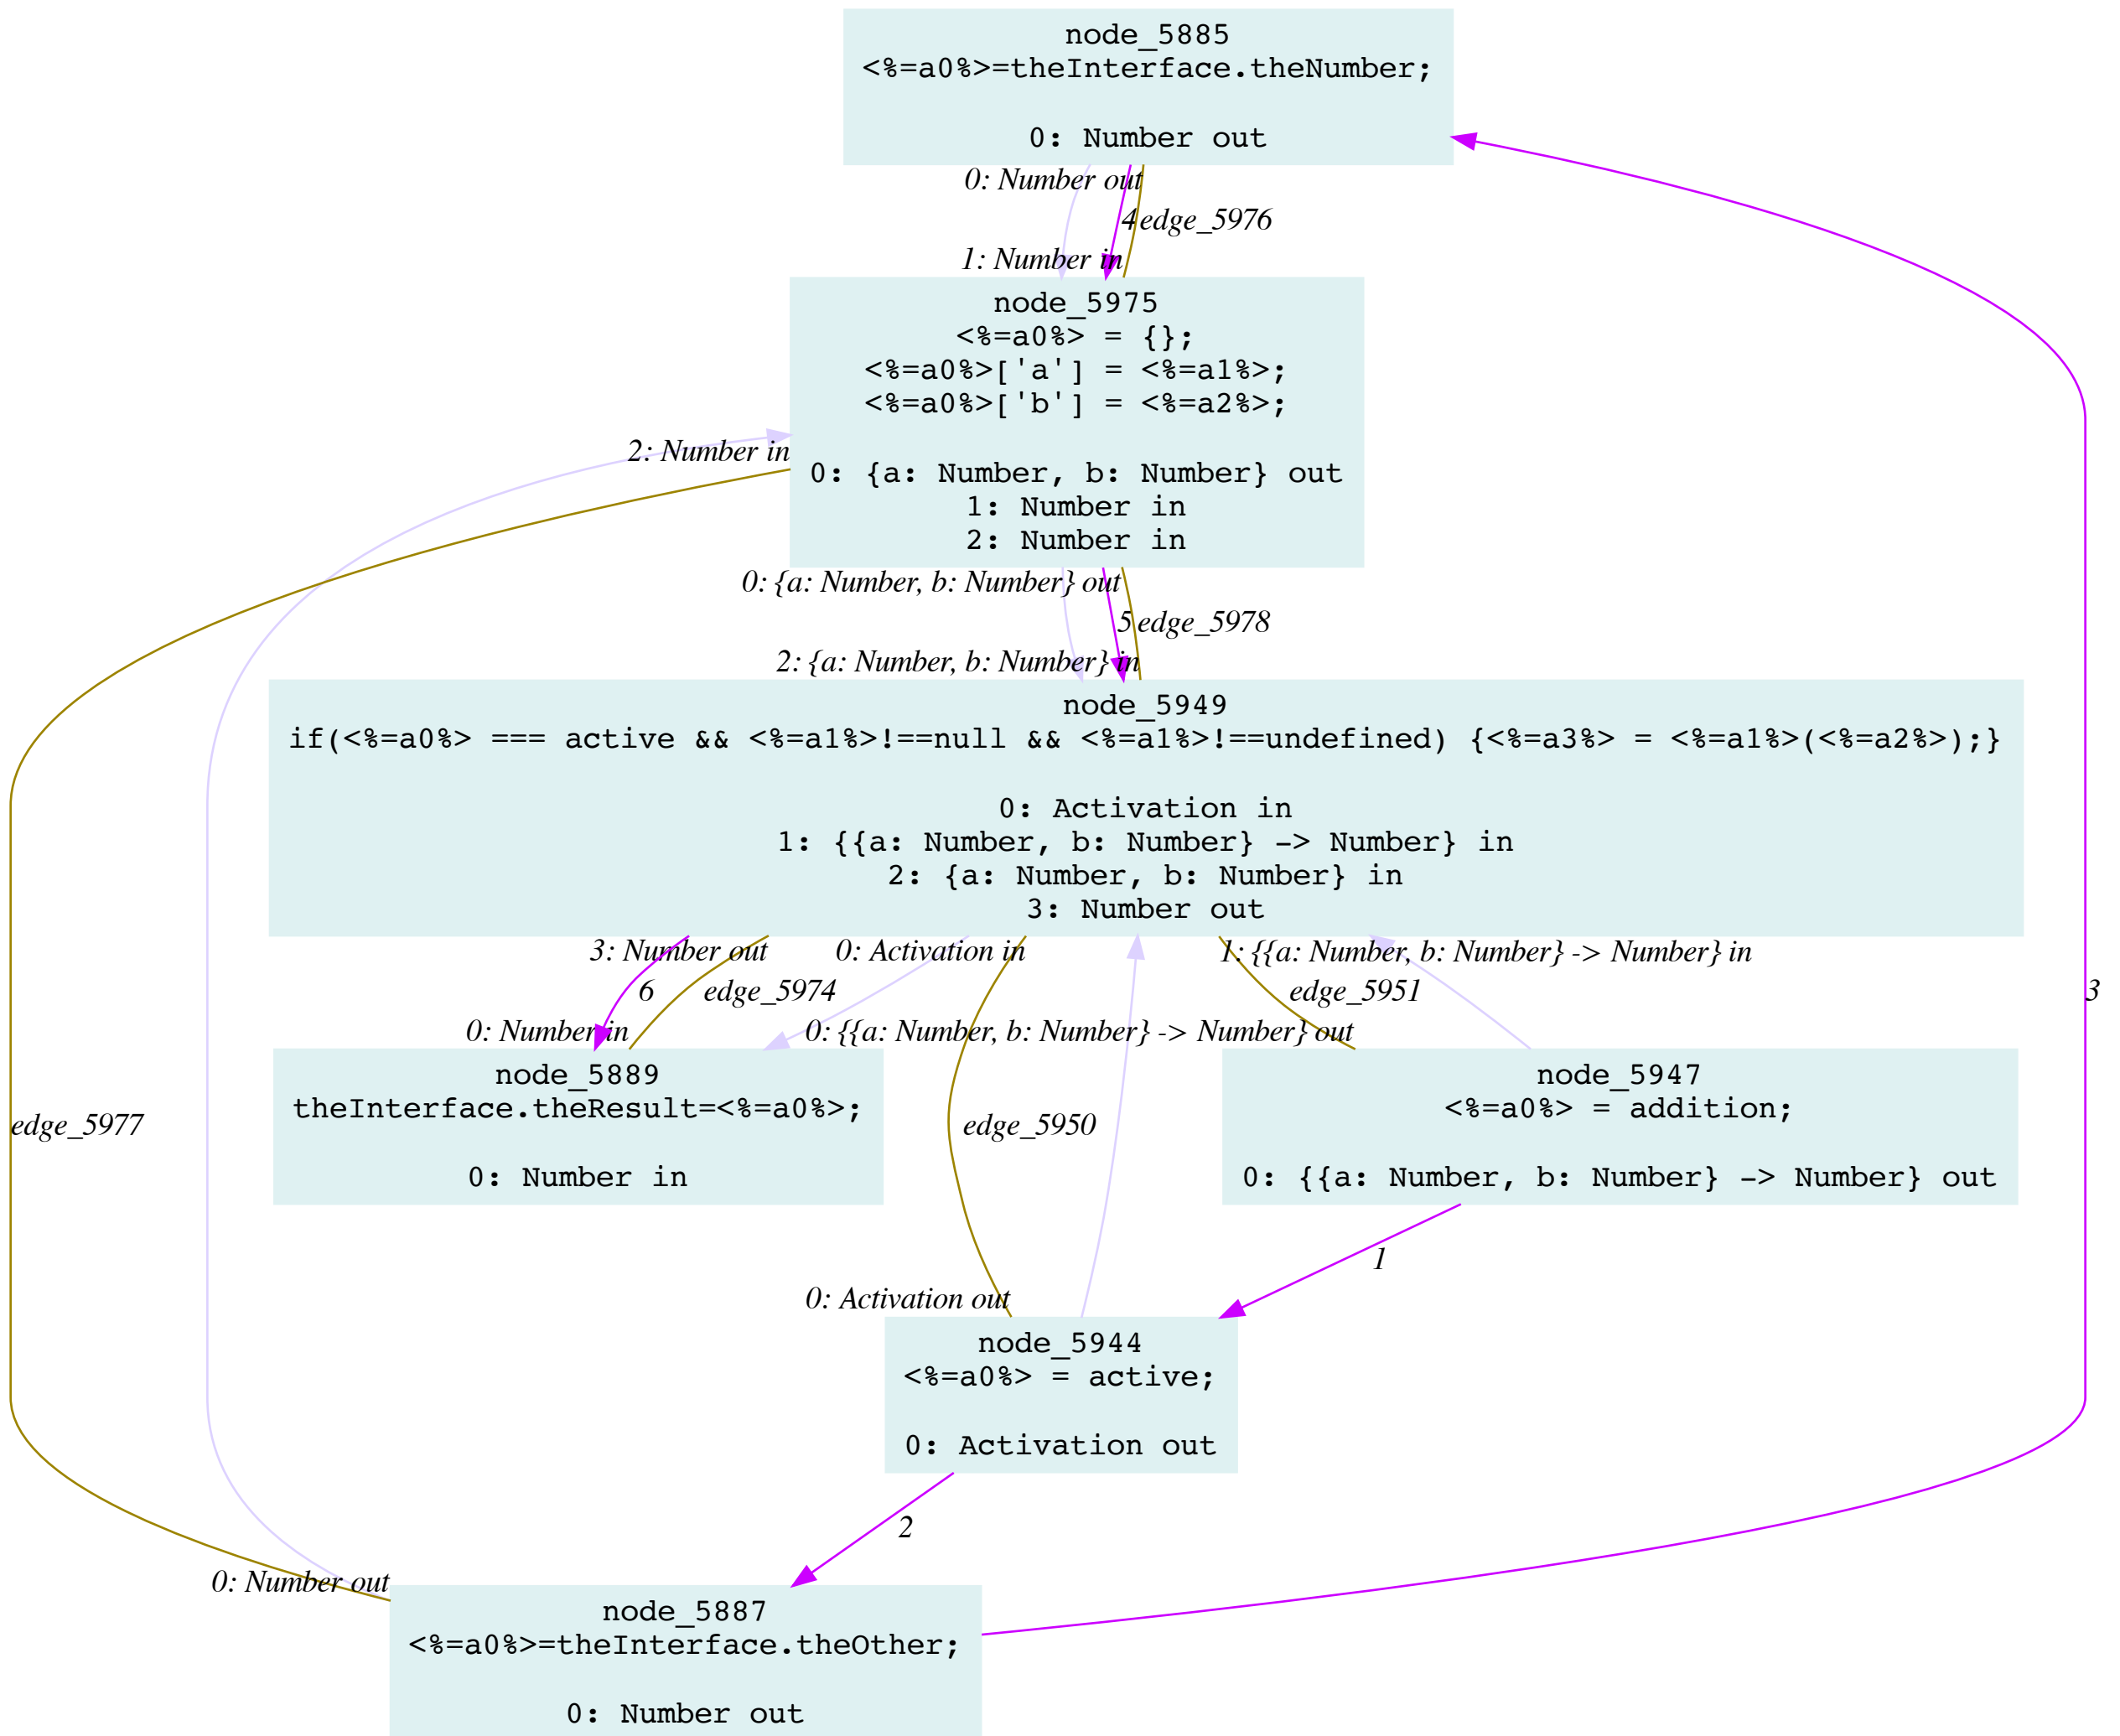 node_5885
<%=a0%>=theInterface.theNumber;
0: Number out
0: Number out
4
edge_5976
1: Number in
node_5975
<%=a0%> = {};
<%=a0%>['a'] = <%=a1%>;
<%=a0%>['b'] = <%=a2%>;
2: Number in
0: {a: Number, b: Number} out
1: Number in
2: Number in
0: {a: Number, b: Number} out
5
edge_5978
2: {a: Number, b: Number} in
node_5949
if(<%=a0%> === active && <%=a1%>!==null && <%=a1%>!==undefined) {<%=a3%> = <%=a1%>(<%=a2%>);}
0: Activation in
1: {{a: Number, b: Number} -> Number} in
2: {a: Number, b: Number} in
3: Number out
3: Number out
0: Activation in
1: {{a: Number, b: Number} -> Number} in
6
edge_5974
edge_5951
3
0: Number in
0: {{a: Number, b: Number} -> Number} out
node_5889
theInterface.theResult=<%=a0%>;
0: Number in
node_5947
<%=a0%> = addition;
0: {{a: Number, b: Number} -> Number} out
edge_5977
edge_5950
1
0: Activation out
node_5944
<%=a0%> = active;
0: Activation out
2
0: Number out
node_5887
<%=a0%>=theInterface.theOther;
0: Number out